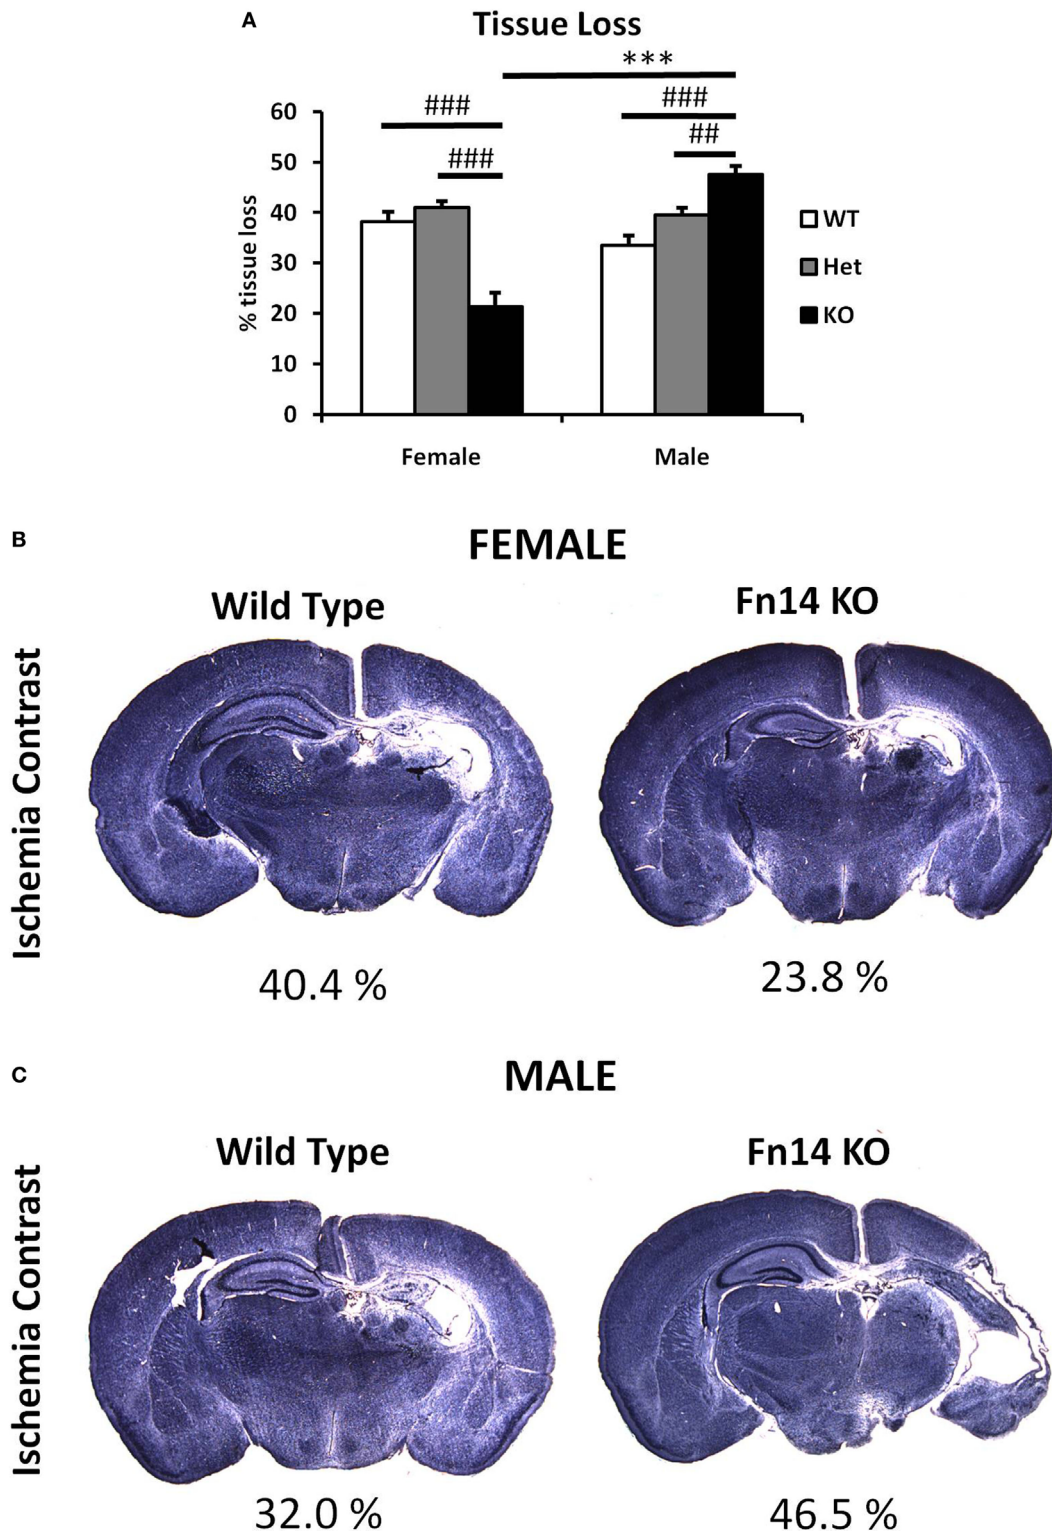 A
Tissue Loss
***
###
###
###
##
60
50
40
30
20
10
0
% tissue loss
Female
Male
WT
Het
KO
B
FEMALE
Wild Type
Fn14 KO
Ischemia Contrast
40.4 %
23.8 %
C
MALE
Wild Type
Fn14 KO
Ischemia Contrast
32.0 %
46.5 %